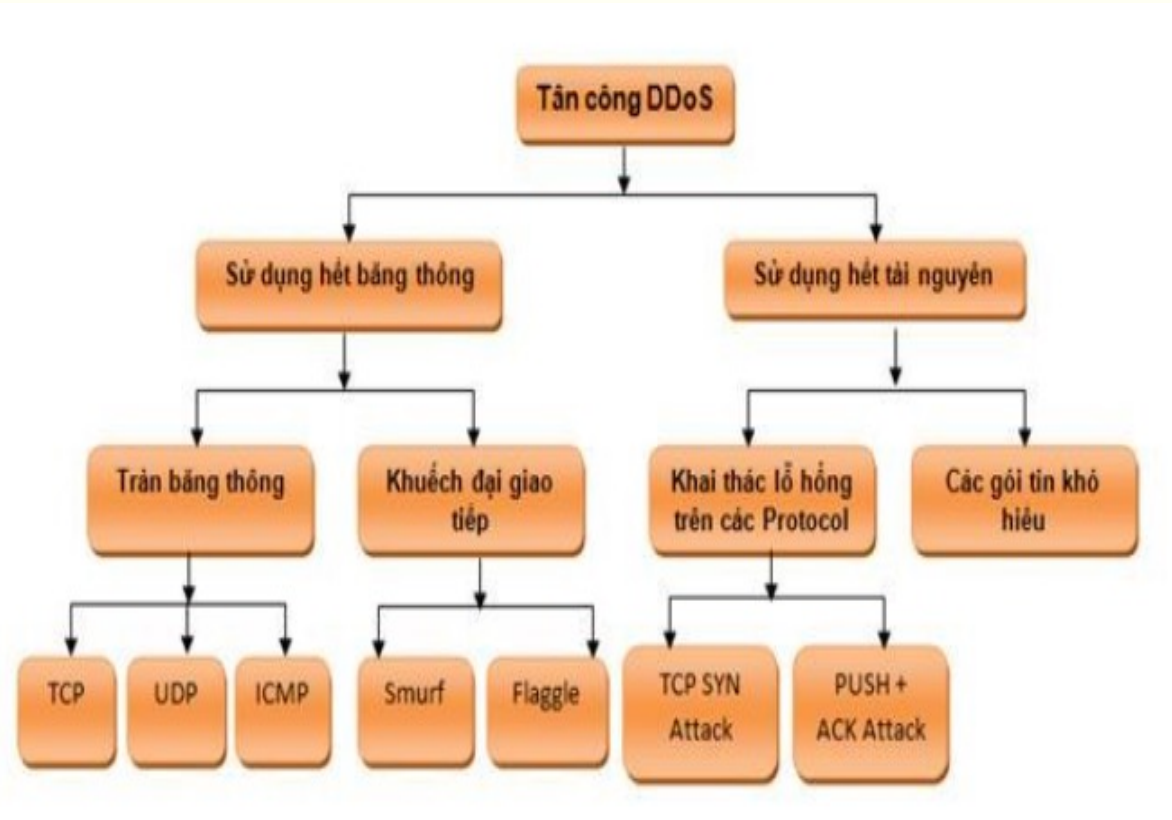 Tấn công DDoS
Sử dụng hết băng thông
Sử dụng hết tài nguyên
Tràn băng thông
Khuếch đại giao
tiếp
Khai thác lỗ hổng
trên các Protocol
Các gói tin khó
hiểu
TCP
UDP
ICMP
Smurf
Flaggle
TCP SYN
Attack
PUSH +
ACK Attack